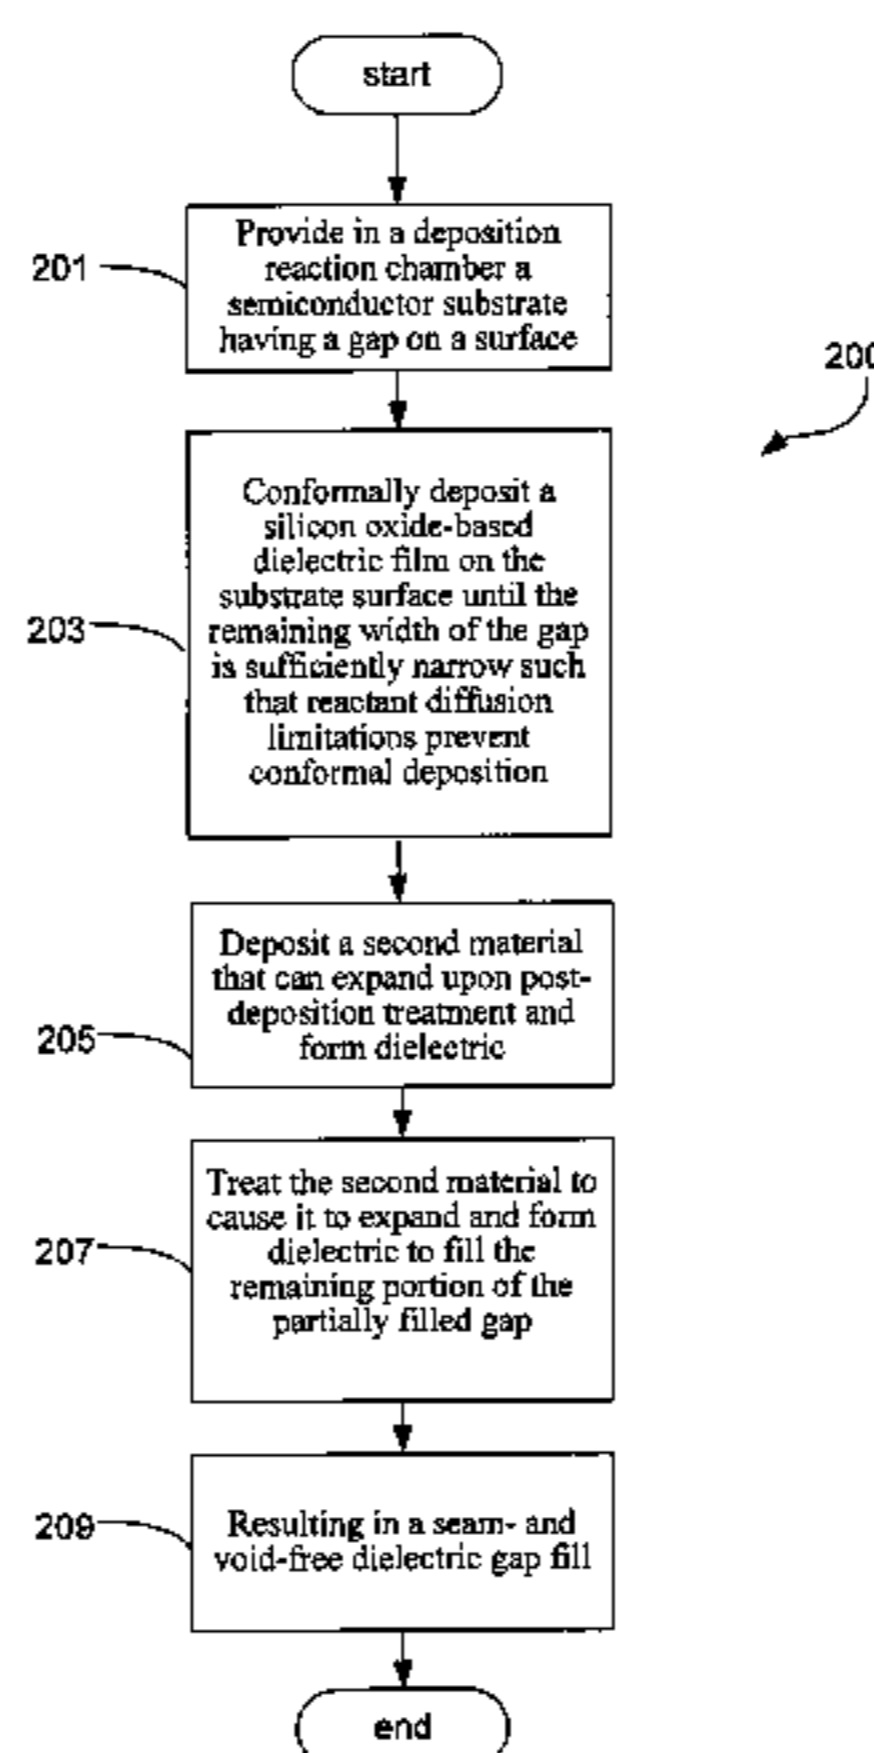 start
201
Provide in a deposition
reaction chamber a
semiconductor substrate
having a gap on a surface
200
Conformally deposit a
silicon oxide-based
dielectric film on the
substrate surface until the
remaining width of the gap
is sufficiently narrow such
that reactant diffusion
limitations prevent
conformal deposition
203
Deposit a second material
that can expand upon post-
deposition treatment and
form dielectric
205
Treat the second material to
cause it to expand and form
dielectric to fill the
remaining portion of the
partially filled gap
207
Resulting in a seam- and
void-free dielectric gap fill
209
end